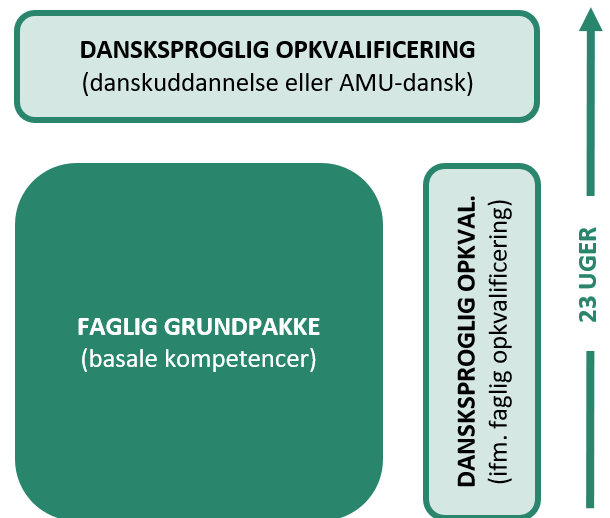 DANSKSPROGLIG OPKVALIFICERING
(danskuddannelse eller AMU-dansk)
FAGLIG GRUNDPAKKE
(basale kompetencer)
DANSKSPROGLIG OPKVAL.
(ifm. faglig opkvalificering)
23 UGER